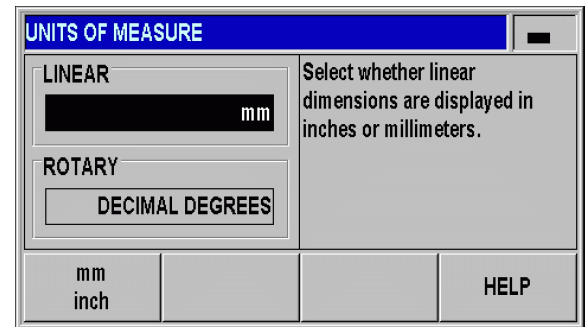 UNITS OF MEASURE
LINEAR
mm
ROTARY
DECIMAL DEGREES
Select whether linear
dimensions are displayed in
inches or millimeters.
mm
inch
HELP